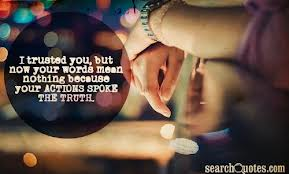 I trusted you, but
now your words mean
nothing because
your ACTIONS SPOKE
THE TRUTH.
searchQuotes.com